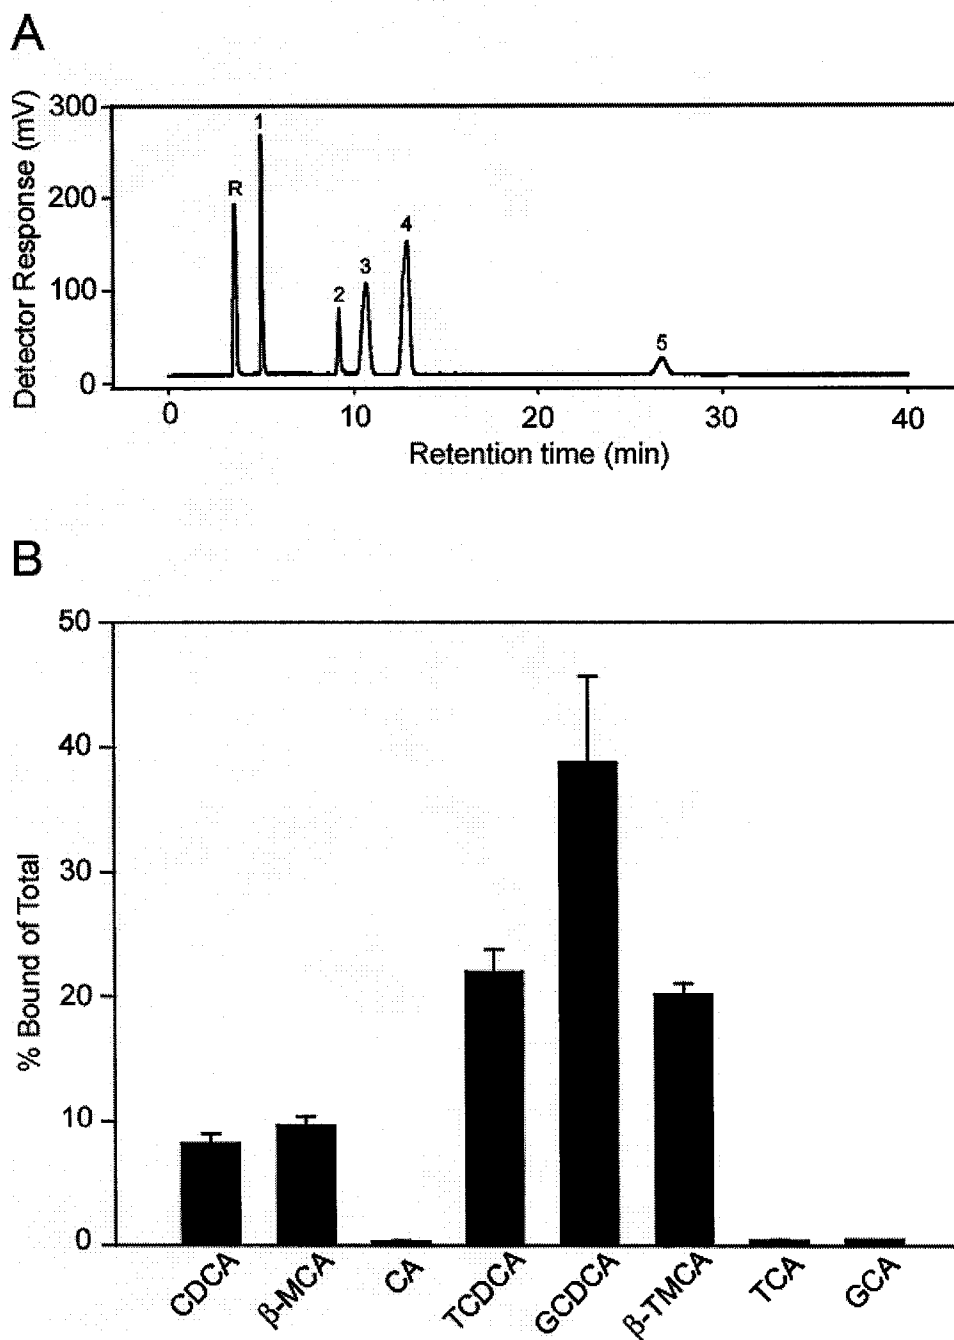 A
Detector Response (mV)
300
200
100
0
R
1
2
3
4
5
0 10 20 30 40
Retention time (min)
B
% Bound of Total
50
40
30
20
10
0
CDCA
β-MCA
CA
TCDCA
GCDCA
β-TMCA
TCA
GCA